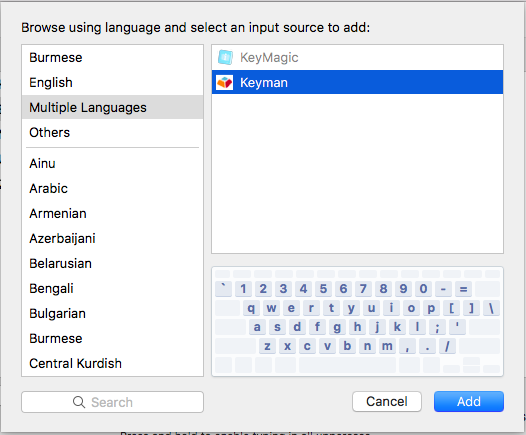 Browse using language and select an input source to add:
Burmese
English
Multiple Languages
Others
Ainu
Arabic
Armenian
Azerbaijani
Belarusian
Bengali
Bulgarian
Burmese
Central Kurdish
KeyMagic
Keyman
` 1 2 3 4 5 6 7 8 9 0 - =
q w e r t y u i o p [ ] \
a s d f g h j k l ; '
z x c v b n m , . /
Search
Cancel
Add